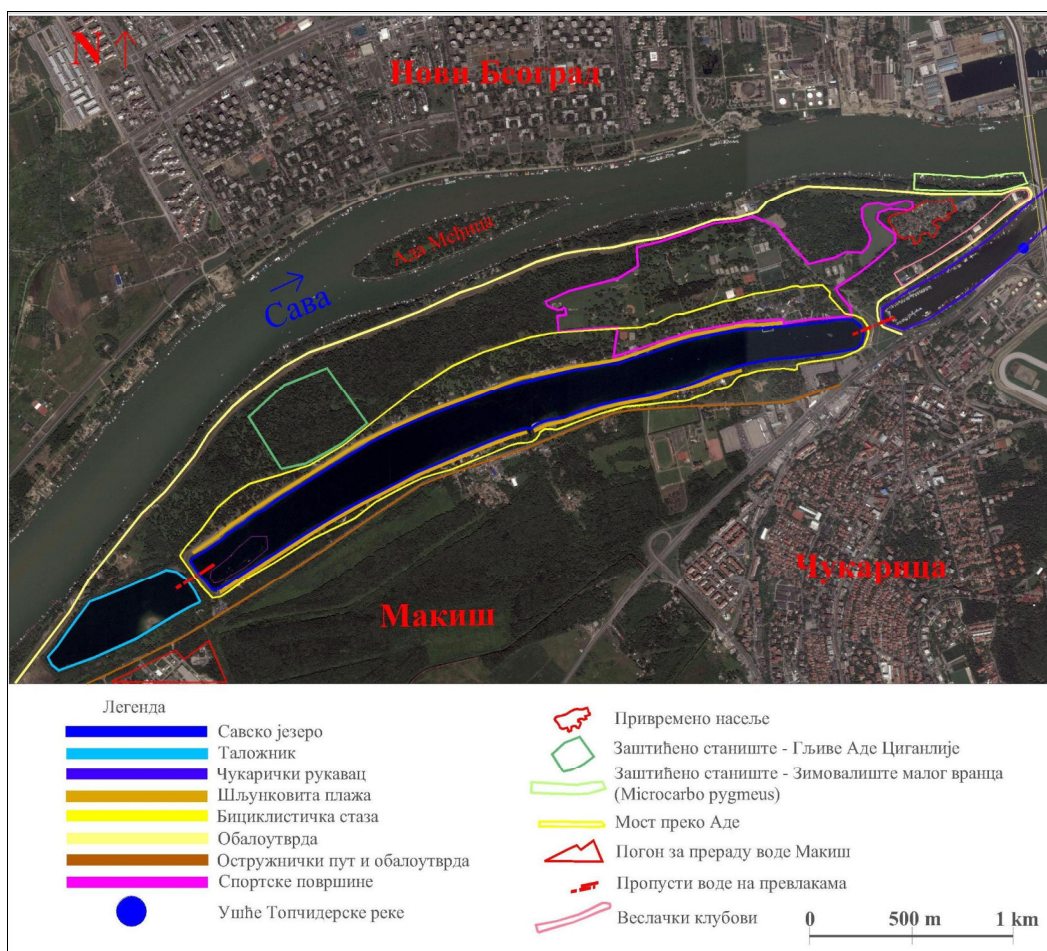 N
Нови Београд
Ада Међица
Сава
Чукарица
Макиш
Легенда
Савско језеро
Таложник
Чукарички рукавац
Шљунковита плажа
Бициклистичка стаза
Обалоутврда
Остружнички пут и обалоутврда
Спортске површине
Ушће Топчидерске реке
Привремено насеље
Заштићено станиште - Гљиве Аде Циганлије
Заштићено станиште - Зимовалиште малог вранца
(Microcarbo pygmeus)
Мост преко Аде
Погон за прераду воде Макиш
Пропусти воде на превлакама
Веслачки клубови
0 500 m 1 km